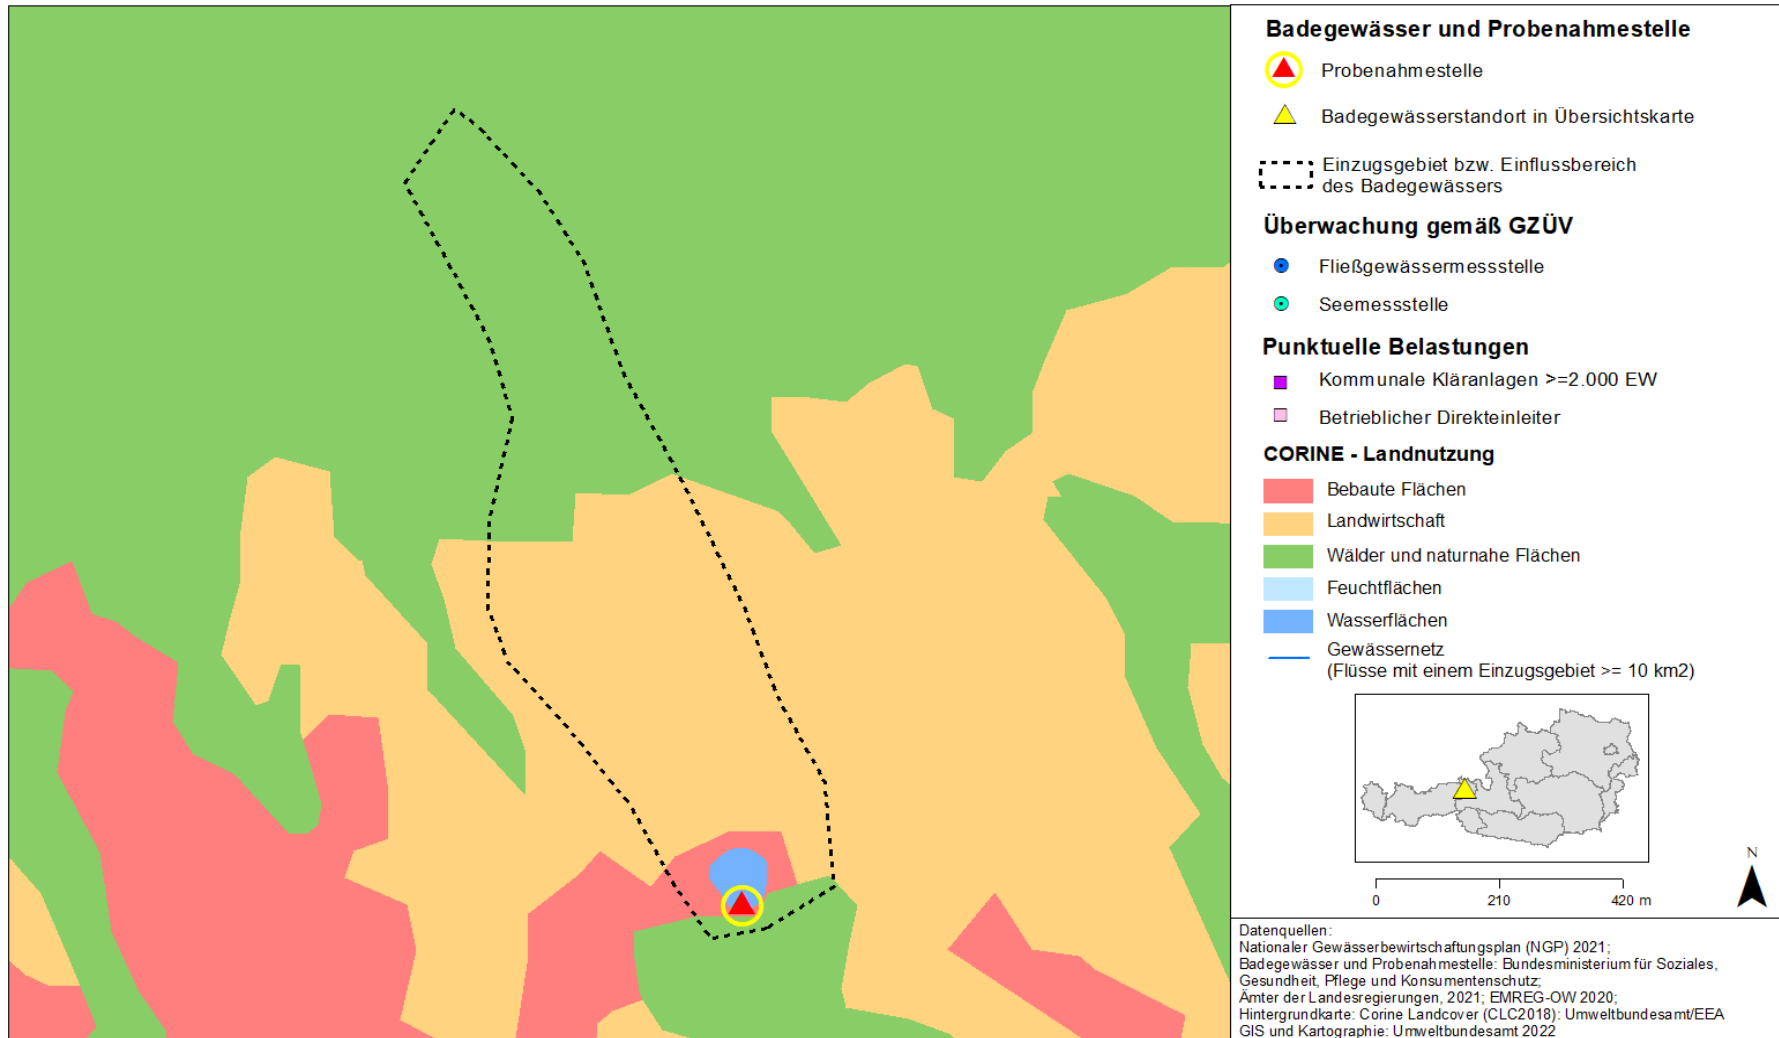 Badegewässer und Probenahmestelle
Probenahmestelle
Badegewässerstandort in Übersichtskarte
Einzugsgebiet bzw. Einflussbereich
des Badegewässers
Überwachung gemäß GZÜV
Fließgewässermessstelle
Seemessstelle
Punktuelle Belastungen
Kommunale Kläranlagen >=2.000 EW
Betrieblicher Direkteinleiter
CORINE - Landnutzung
Bebaute Flächen
Landwirtschaft
Wälder und naturnahe Flächen
Feuchtflächen
Wasserflächen
Gewässernetz
(Flüsse mit einem Einzugsgebiet >= 10 km2)
N
0 210 420 m
Datenquellen:
Nationaler Gewässerbewirtschaftungsplan (NGP) 2021;
Badegewässer und Probenahmestelle: Bundesministerium für Soziales,
Gesundheit, Pflege und Konsumentenschutz;
Ämter der Landesregierungen, 2021; EMREG-OW 2020;
Hintergrundkarte: Corine Landcover (CLC2018): Umweltbundesamt/EEA
GIS und Kartographie: Umweltbundesamt 2022